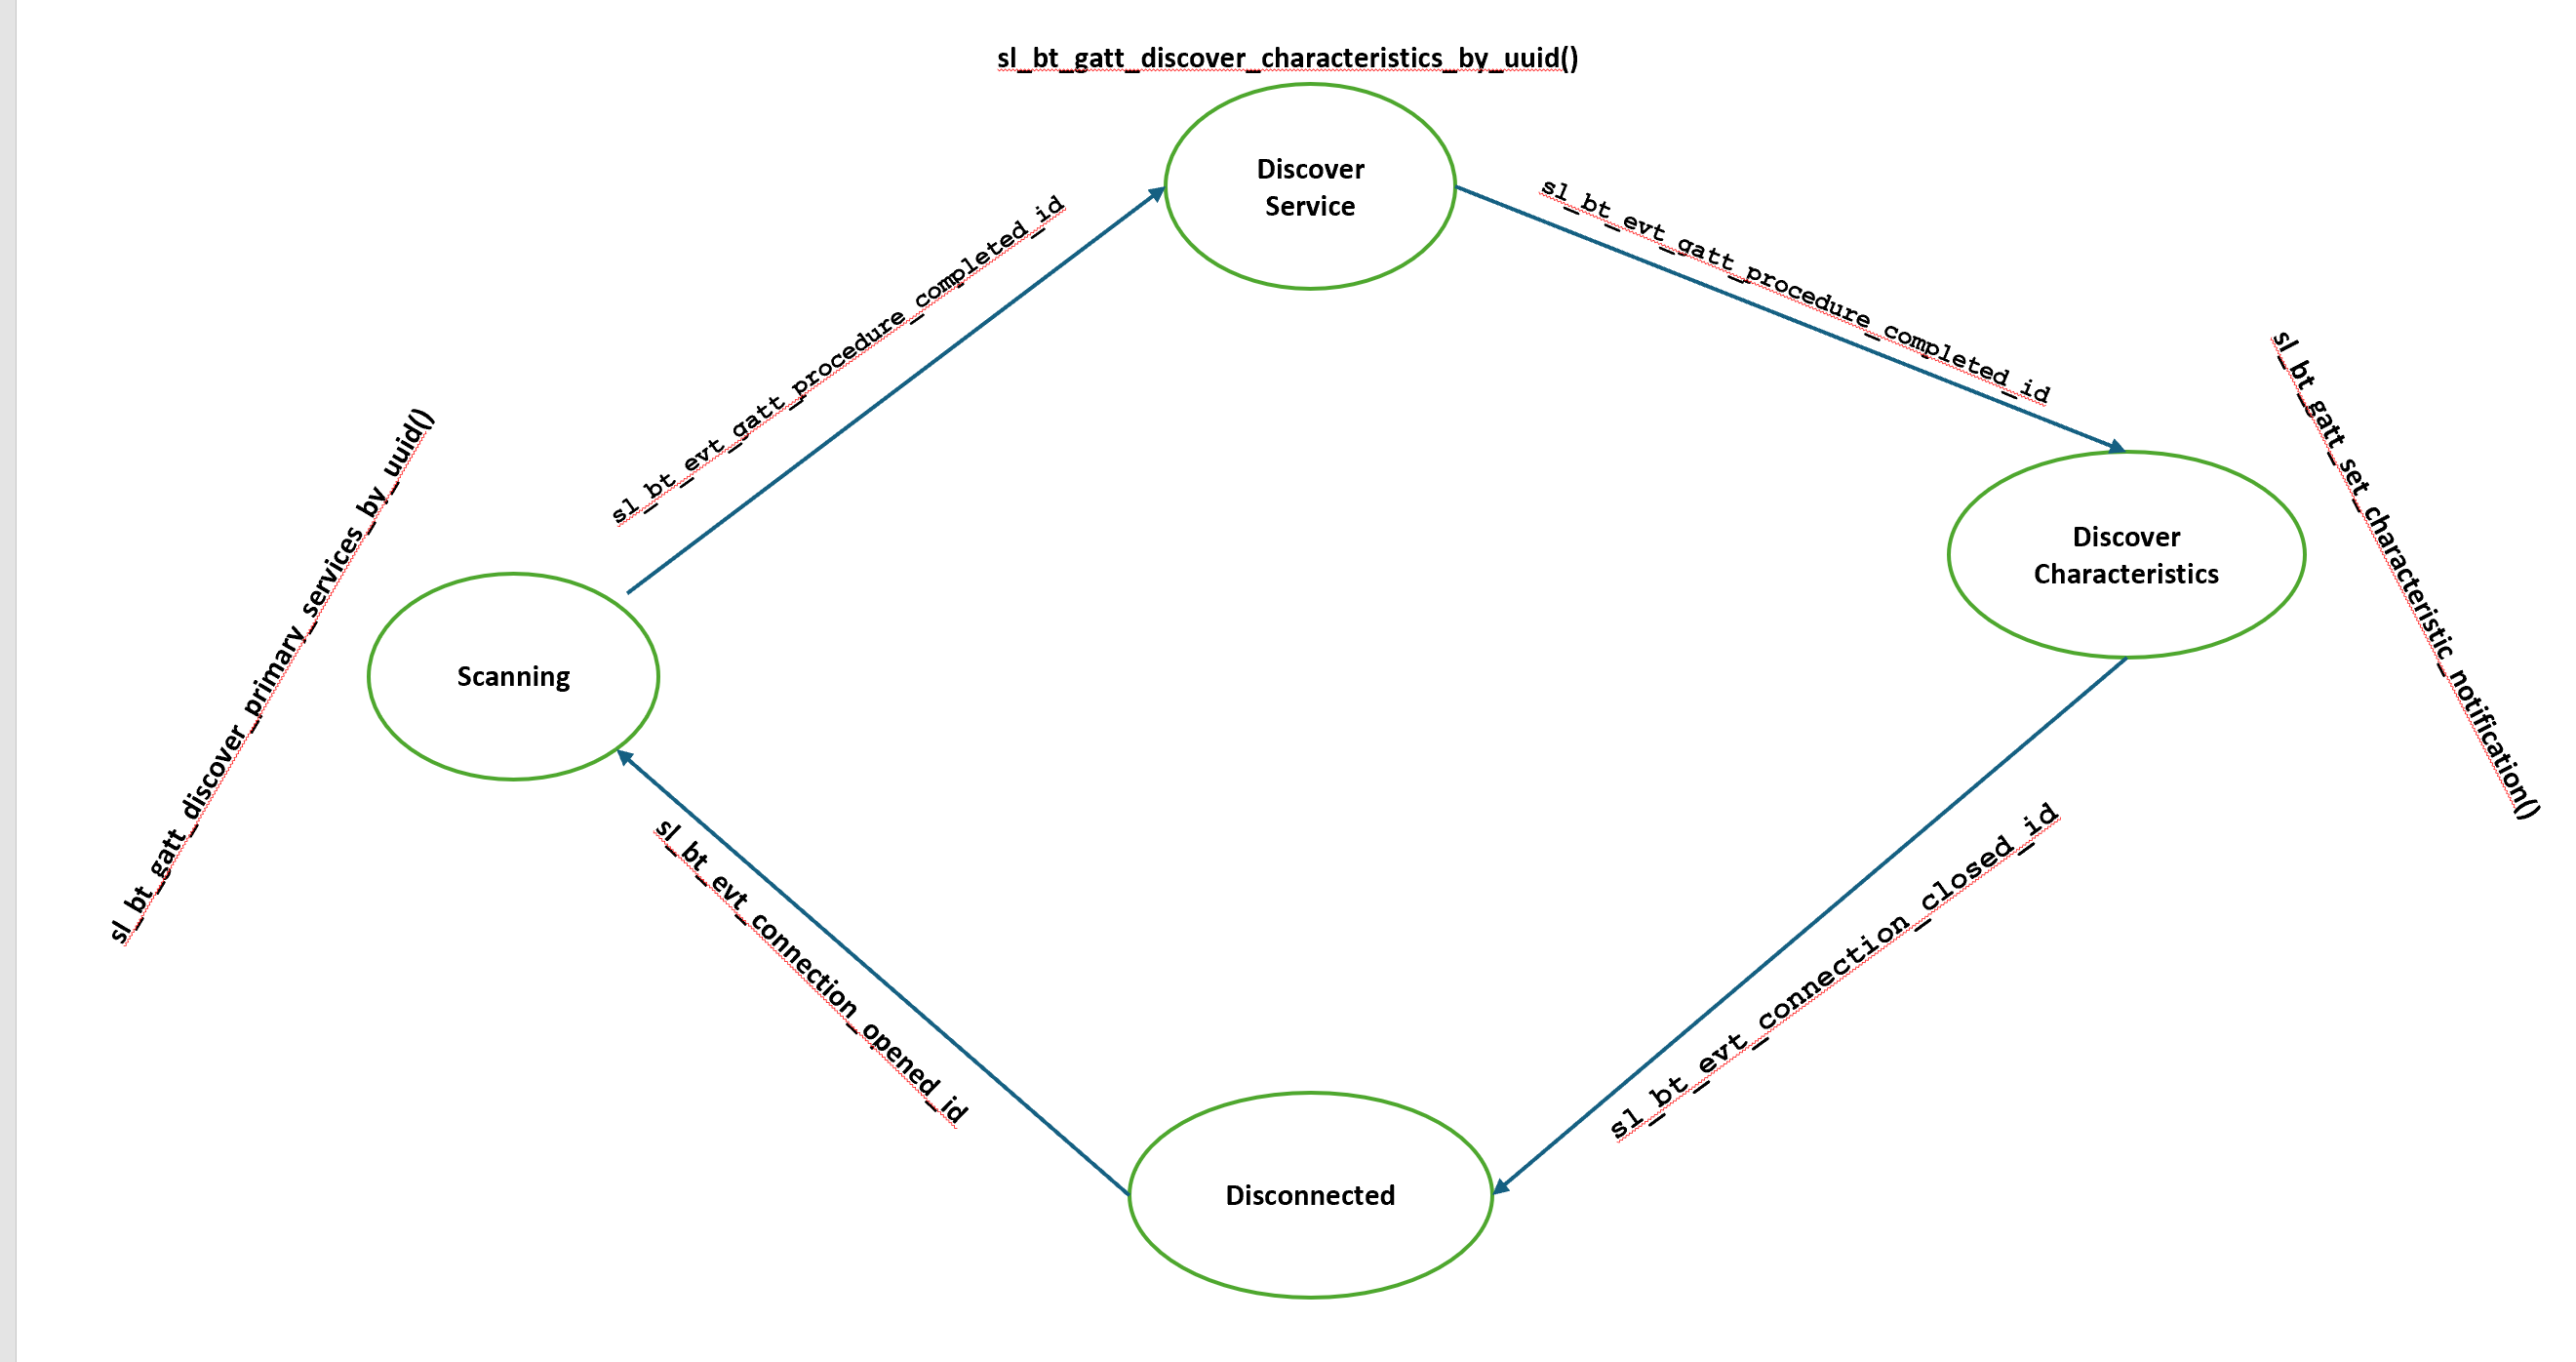 sl_bt_gatt_discover_characteristics_by_uuid()
Discover
Service
sl_bt_evt_gatt_procedure_completed_id
sl_bt_evt_gatt_procedure_completed_id
sl_bt_gatt_set_characteristic_notification()
sl_bt_gatt_discover_primary_services_by_uuid()
Discover
Characteristics
Scanning
sl_bt_evt_connection_opened_id
sl_bt_evt_connection_closed_id
Disconnected